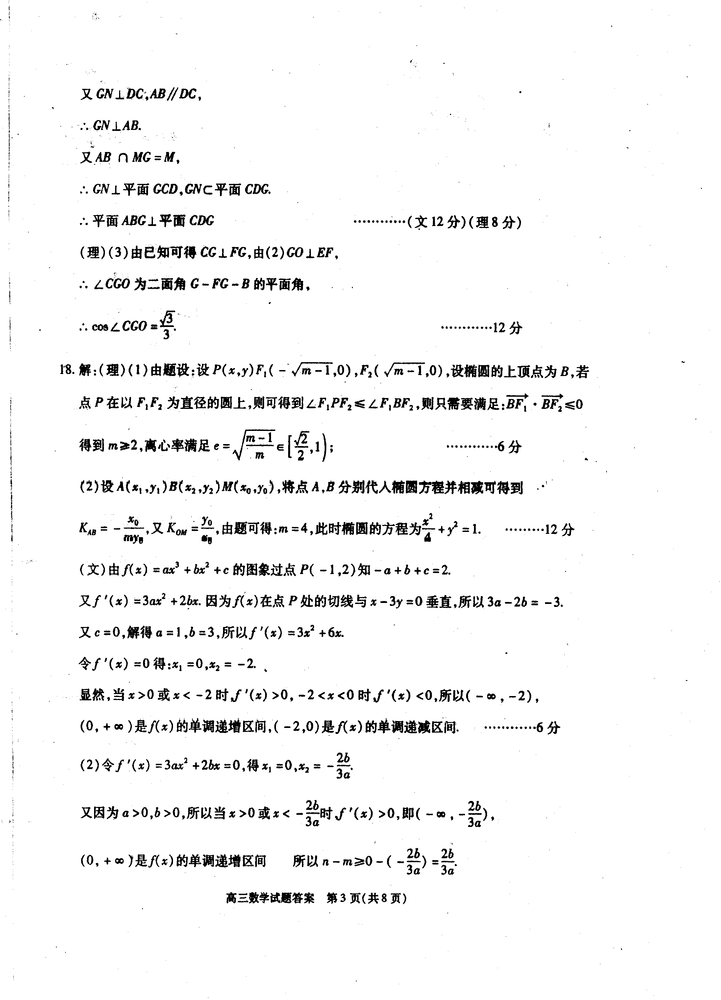 又 GN⊥DC,AB∥DC,
∴ GN⊥AB.
又 AB ∩ MG = M,
∴ GN⊥平面 GCD,GN⊂平面 CDG.
∴ 平面 ABG⊥平面 CDG …………(文12分)(理8分)
(理)(3)由已知可得 CG⊥FG,由(2)GO⊥EF,
∴ ∠CGO 为二面角 G-FG-B 的平面角,
∴ cos∠CGO = √3/3. …………12分
18. 解:(理)(1)由题设:设 P(x,y)F₁(-√(m-1),0),F₂(√(m-1),0),设椭圆的上顶点为 B,若
点 P 在以 F₁F₂ 为直径的圆上,则可得到∠F₁PF₂≤∠F₁BF₂,则只需要满足:BF₁→·BF₂→≤0
得到 m≥2,离心率满足 e = √((m-1)/m) ∈ [√2/2,1); …………6分
(2)设 A(x₁,y₁)B(x₂,y₂)M(x₀,y₀),将点 A,B 分别代入椭圆方程并相减可得到
K_AB = -x₀/(my₀),又 K_OM = y₀/x₀,由题可得:m=4,此时椭圆的方程为 x²/4 + y² = 1. ………12分
(文)由 f(x) = ax³ + bx² + c 的图象过点 P(-1,2)知 -a+b+c=2.
又 f′(x) = 3ax² + 2bx. 因为 f(x)在点 P 处的切线与 x-3y=0 垂直,所以 3a-2b = -3.
又 c=0,解得 a=1,b=3,所以 f′(x) = 3x² + 6x.
令 f′(x) = 0 得:x₁ = 0,x₂ = -2.
显然,当 x>0 或 x<-2 时,f′(x)>0,-2<x<0 时,f′(x)<0,所以(-∞,-2),
(0,+∞)是 f(x)的单调递增区间,(-2,0)是 f(x)的单调递减区间. …………6分
(2)令 f′(x) = 3ax² + 2bx = 0,得 x₁ = 0,x₂ = -2b/3a.
又因为 a>0,b>0,所以当 x>0 或 x<-2b/3a 时,f′(x)>0,即(-∞,-2b/3a),
(0,+∞)是 f(x)的单调递增区间 所以 n-m≥0-(-2b/3a) = 2b/3a.
高三数学试题答案 第3页(共8页)